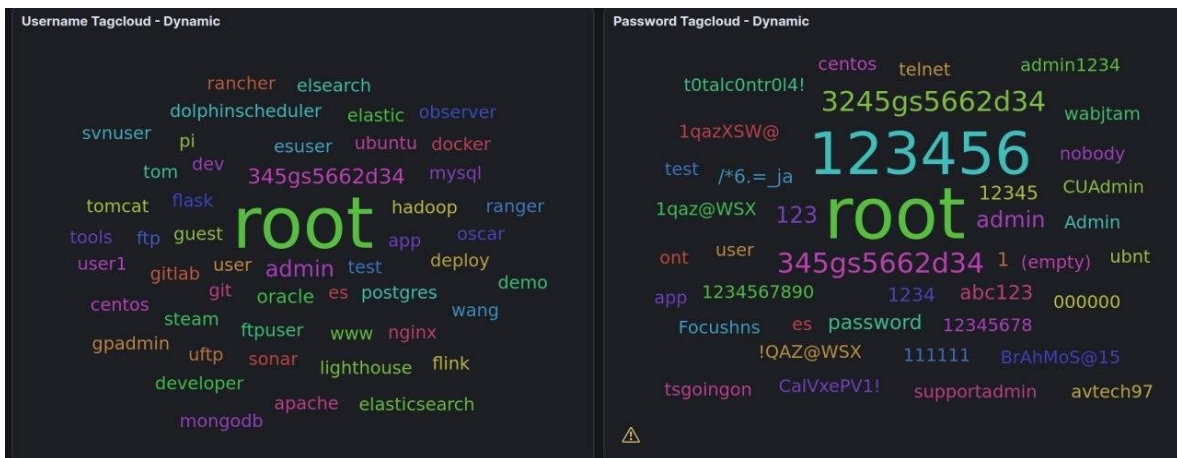 Username Tagcloud - Dynamic
rancher elsearch
dolphinscheduler elastic observer
svnuser pi esuser ubuntu docker
tom dev 345gs5662d34 mysql
tomcat flask root hadoop ranger
tools ftp guest app oscar
user1 gitlab user admin test deploy
git oracle es postgres demo
centos steam ftpuser www nginx wang
gpadmin uftp sonar lighthouse flink
developer apache elasticsearch
mongodb
Password Tagcloud - Dynamic
centos telnet admin1234
t0talc0ntr0l4! 3245gs5662d34 wabjtam
1qazXSW@ 123456 nobody
test /*6.=_ja 12345 CUAdmin
1qaz@WSX 123 root admin Admin
ont user 345gs5662d34 1 (empty) ubnt
app 1234567890 1234 abc123 000000
Focushns es password 12345678
!QAZ@WSX 111111 BrAhMoS@15
tsgoingon CalVxePV1! supportadmin avtech97